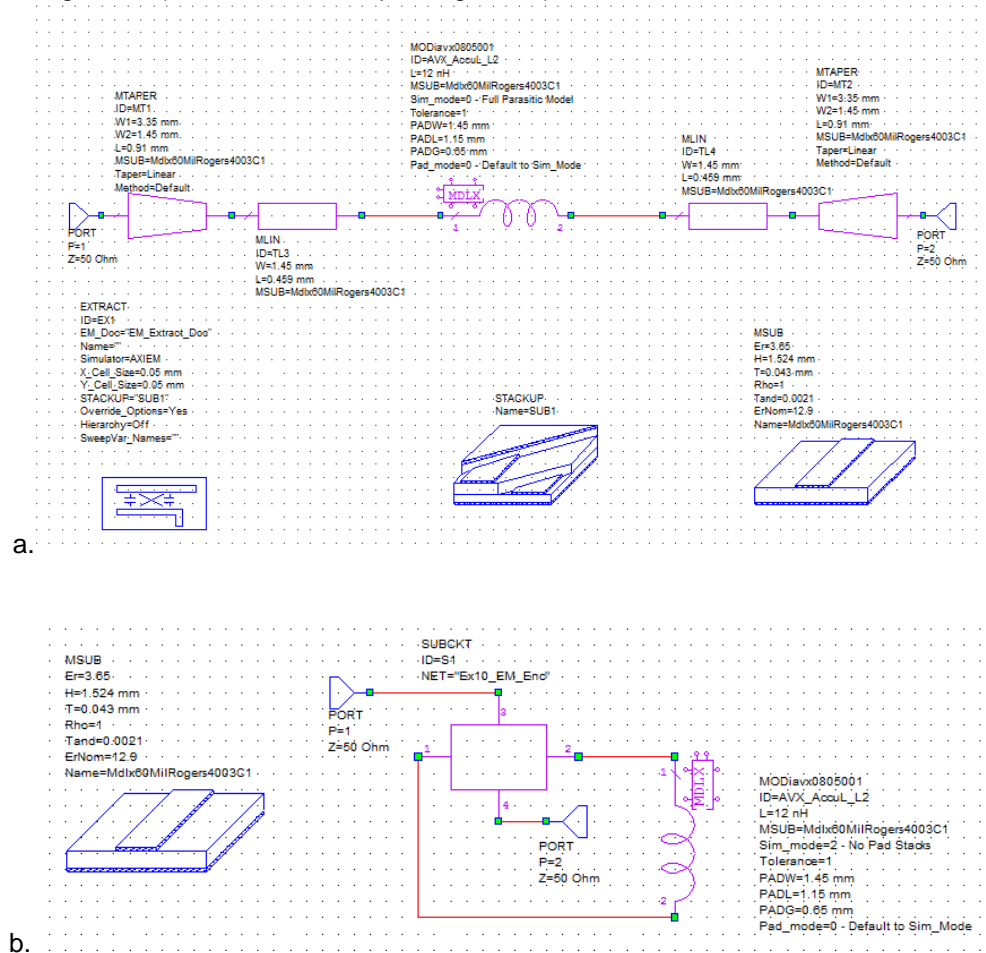 MODiavx0805001
ID=AVX_AccuL_L2
L=12 nH
MSUB=Mdlx60MilRogers4003C1
Sim_mode=0 - Full Parasitic Model
Tolerance=1
PADW=1.45 mm
PADL=1.15 mm
PADG=0.65 mm
Pad_mode=0 - Default to Sim_Mode
MTAPER
ID=MT1
W1=3.35 mm
W2=1.45 mm
L=0.91 mm
MSUB=Mdlx60MilRogers4003C1
Taper=Linear
Method=Default
MTAPER
ID=MT2
W1=3.35 mm
W2=1.45 mm
L=0.91 mm
MSUB=Mdlx60MilRogers4003C1
Taper=Linear
Method=Default
MLIN
ID=TL4
W=1.45 mm
L=0.459 mm
MSUB=Mdlx60MilRogers4003C1
MDLX
1
2
PORT
P=1
Z=50 Ohm
MLIN
ID=TL3
W=1.45 mm
L=0.459 mm
MSUB=Mdlx60MilRogers4003C1
PORT
P=2
Z=50 Ohm
EXTRACT
ID=EX1
EM_Doc="EM_Extract_Doc"
Name=""
Simulator=AXIEM
X_Cell_Size=0.05 mm
Y_Cell_Size=0.05 mm
STACKUP="SUB1"
Override_Options=Yes
Hierarchy=Off
SweepVar_Names=""
STACKUP
Name=SUB1
MSUB
Er=3.65
H=1.524 mm
T=0.043 mm
Rho=1
Tand=0.0021
ErNom=12.9
Name=Mdlx60MilRogers4003C1
a.
MSUB
Er=3.65
H=1.524 mm
T=0.043 mm
Rho=1
Tand=0.0021
ErNom=12.9
Name=Mdlx60MilRogers4003C1
SUBCKT
ID=S1
NET="Ex10_EM_Enc"
PORT
P=1
Z=50 Ohm
3
1
2
4
PORT
P=2
Z=50 Ohm
1
MDLX
2
MODiavx0805001
ID=AVX_AccuL_L2
L=12 nH
MSUB=Mdlx60MilRogers4003C1
Sim_mode=2 - No Pad Stacks
Tolerance=1
PADW=1.45 mm
PADL=1.15 mm
PADG=0.65 mm
Pad_mode=0 - Default to Sim_Mode
b.